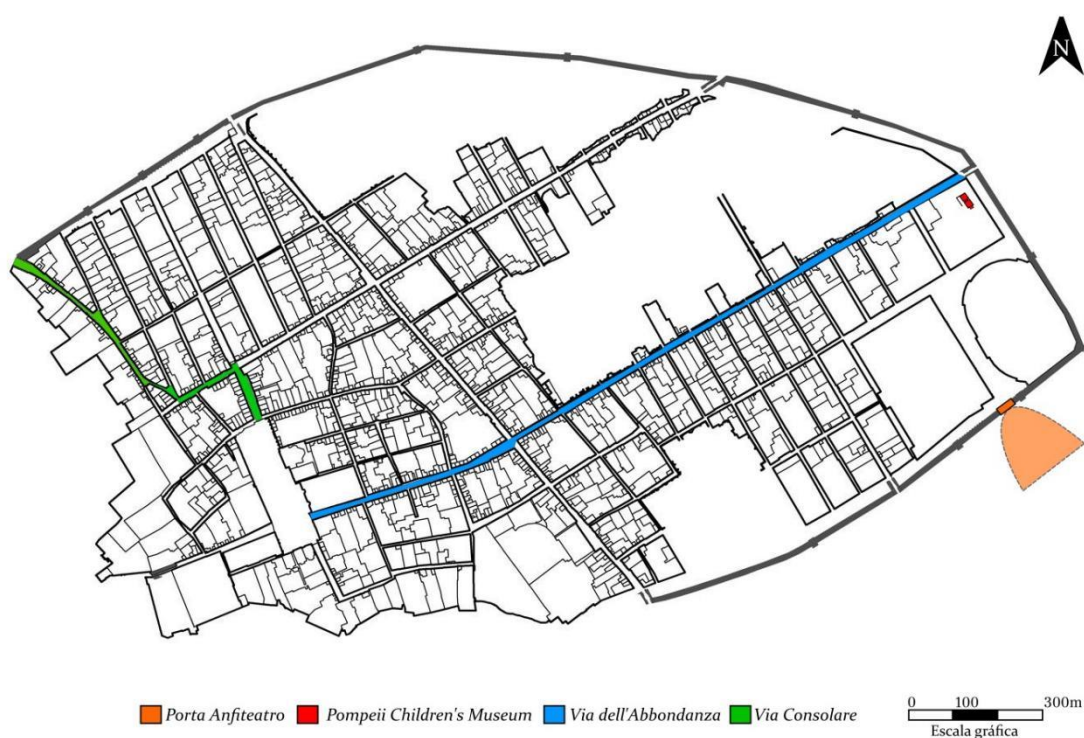 N
Porta Anfiteatro Pompeii Children's Museum Via dell'Abbondanza Via Consolare
0 100 300m
Escala gráfica